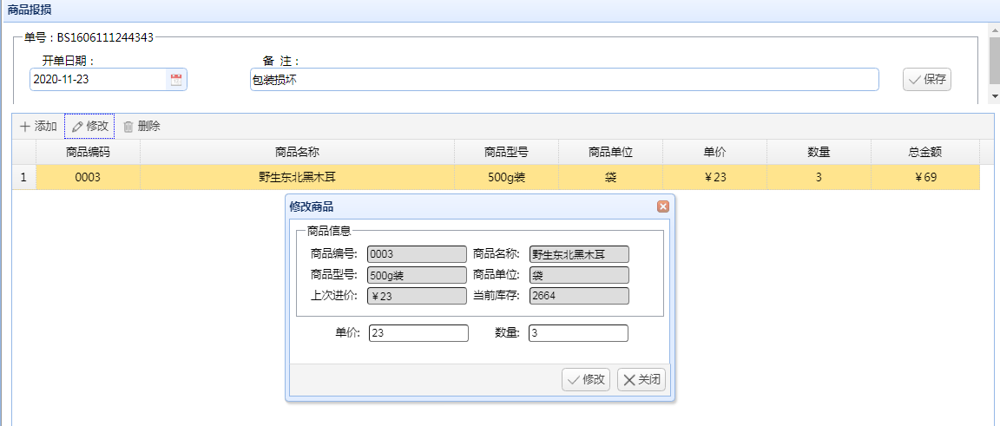 商品报损
单号：BS1606111244343
开单日期： 备 注：
2020-11-23 包装损坏 保存
添加 修改 删除
商品编码 商品名称 商品型号 商品单位 单价 数量 总金额
1 0003 野生东北黑木耳 500g装 袋 ￥23 3 ￥69
修改商品
商品信息
商品编号: 0003 商品名称: 野生东北黑木耳
商品型号: 500g装 商品单位: 袋
上次进价: ￥23 当前库存: 2664
单价: 23 数量: 3
修改 关闭